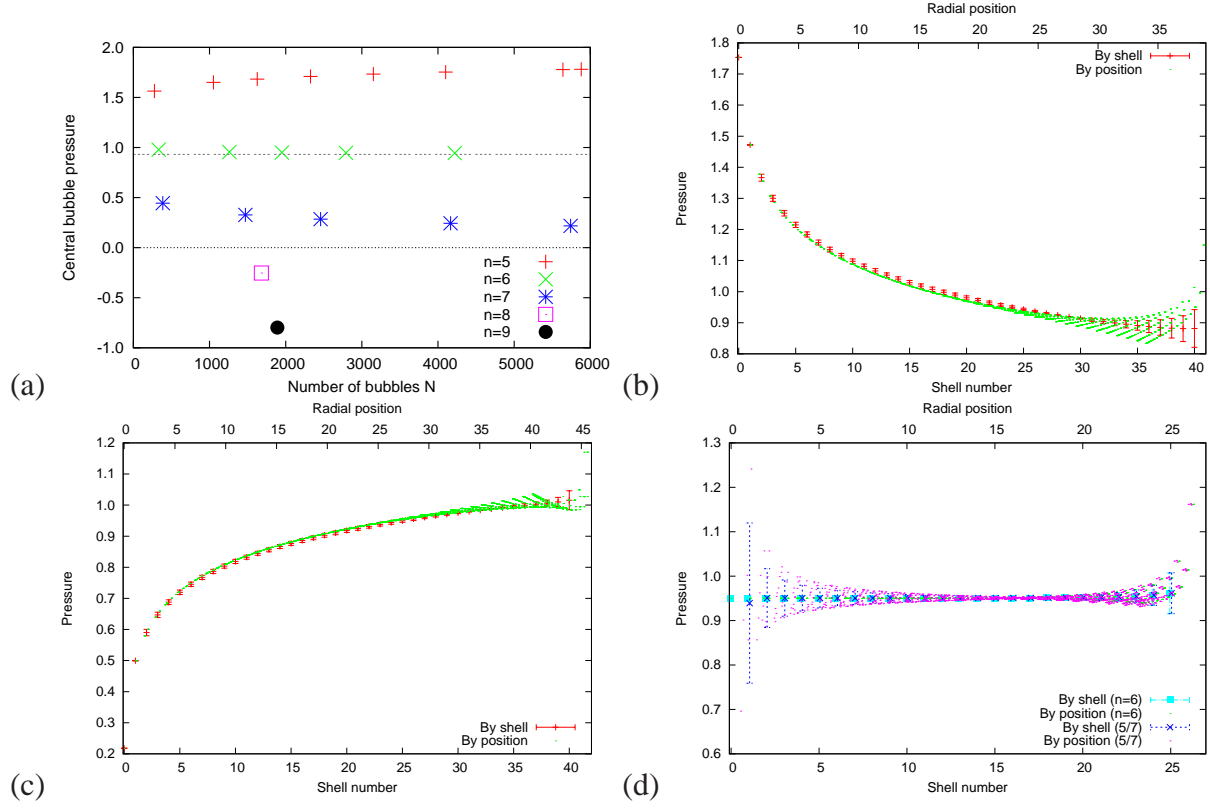 2.0
1.5
1.0
0.5
0.0
-0.5
-1.0
0 1000 2000 3000 4000 5000 6000
Central bubble pressure
Number of bubbles N
n=5
n=6
n=7
n=8
n=9
(a)
Radial position
0 5 10 15 20 25 30 35
1.8
1.7
1.6
1.5
1.4
1.3
1.2
1.1
1.0
0.9
0.8
0 5 10 15 20 25 30 35 40
Pressure
Shell number
By shell
By position
(b)
Radial position
0 5 10 15 20 25 30 35 40 45
1.2
1.1
1.0
0.9
0.8
0.7
0.6
0.5
0.4
0.3
0.2
0 5 10 15 20 25 30 35 40
Pressure
Shell number
By shell
By position
(c)
Radial position
0 5 10 15 20 25
1.3
1.2
1.1
1.0
0.9
0.8
0.7
0.6
0 5 10 15 20 25
Pressure
Shell number
By shell (n=6)
By position (n=6)
By shell (5/7)
By position (5/7)
(d)